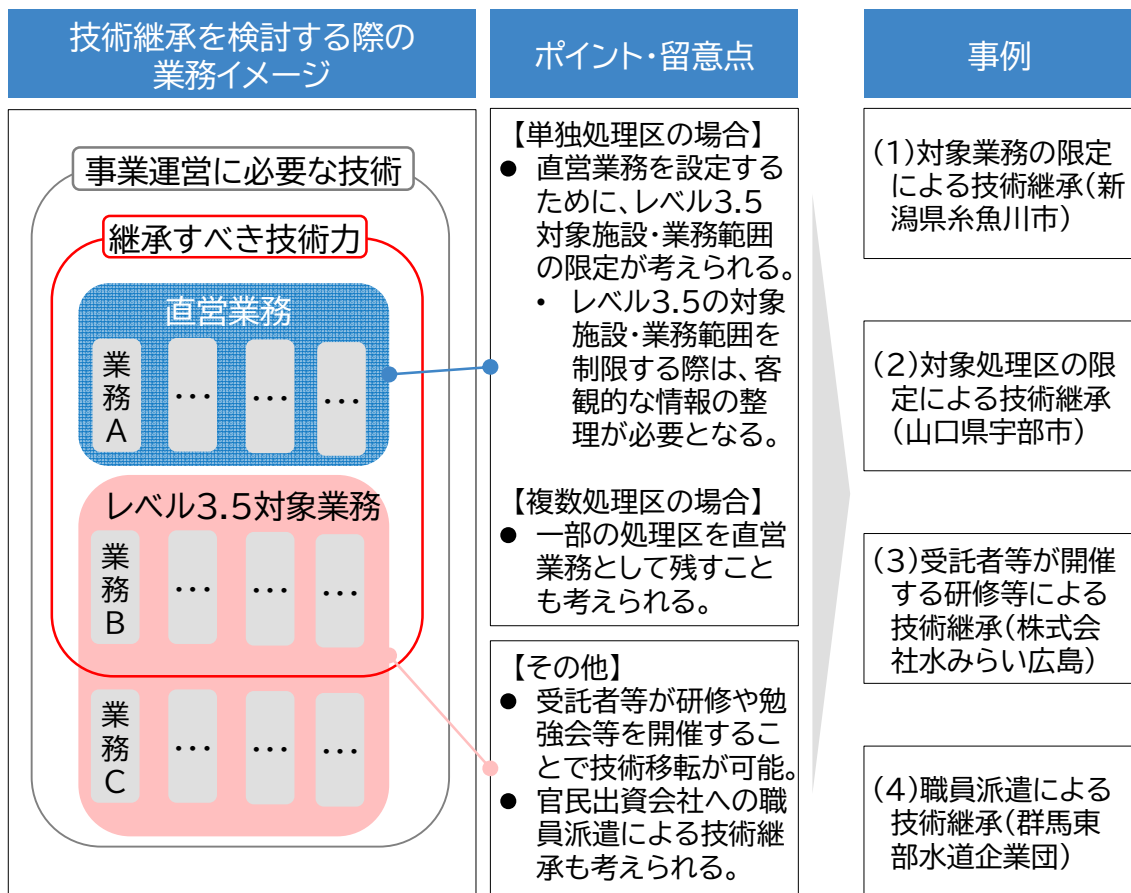 技術継承を検討する際の
業務イメージ
ポイント・留意点
事例
事業運営に必要な技術
継承すべき技術力
直営業務
業務A
…
…
…
レベル3.5対象業務
業務B
…
…
…
業務C
…
…
…
【単独処理区の場合】
● 直営業務を設定する
ために、レベル3.5
対象施設・業務範囲
の限定が考えられる。
• レベル3.5の対象
施設・業務範囲を
制限する際は、客
観的な情報の整
理が必要となる。
【複数処理区の場合】
● 一部の処理区を直営
業務として残すこと
も考えられる。
【その他】
● 受託者等が研修や勉
強会等を開催するこ
とで技術移転が可能。
● 官民出資会社への職
員派遣による技術継
承も考えられる。
(1)対象業務の限定
による技術継承(新
潟県糸魚川市)
(2)対象処理区の限
定による技術継承
(山口県宇部市)
(3)受託者等が開催
する研修等による
技術継承(株式会
社水みらい広島)
(4)職員派遣による
技術継承(群馬東
部水道企業団)